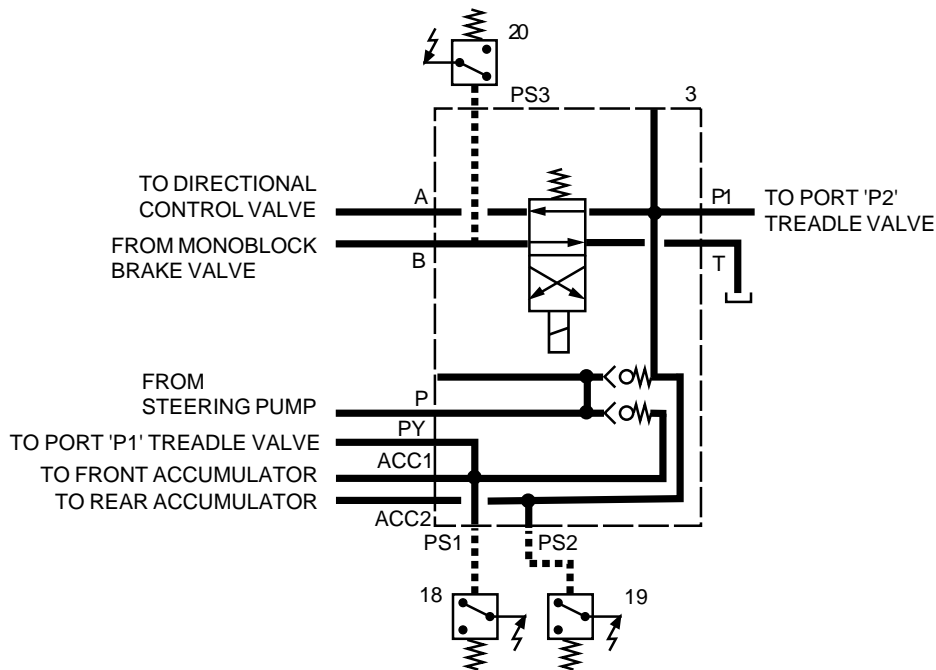 20
PS3
3
TO DIRECTIONAL
CONTROL VALVE
A
P1
TO PORT 'P2'
TREADLE VALVE
FROM MONOBLOCK
BRAKE VALVE
B
T
FROM
STEERING PUMP
P
PY
TO PORT 'P1' TREADLE VALVE
ACC1
TO FRONT ACCUMULATOR
TO REAR ACCUMULATOR
ACC2
PS1
PS2
18
19